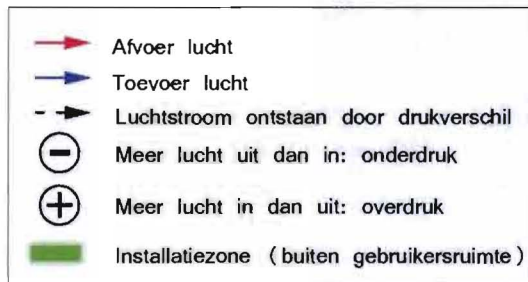 Afvoer lucht
Toevoer lucht
Luchtstroom ontstaan door drukverschil
Meer lucht uit dan in: onderdruk
Meer lucht in dan uit: overdruk
Installatiezone (buiten gebruikersruimte)